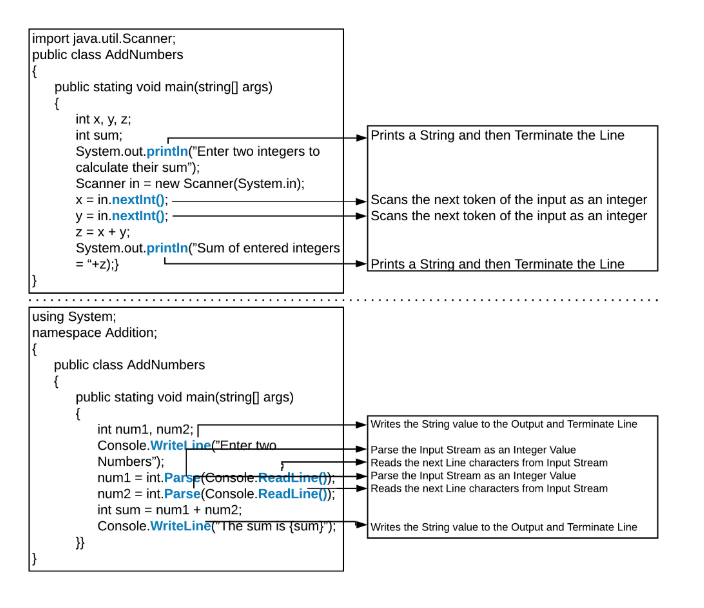 import java.util.Scanner;
public class AddNumbers
{
public stating void main(string[] args)
{
int x, y, z;
int sum;
System.out.println("Enter two integers to
calculate their sum");
Scanner in = new Scanner(System.in);
x = in.nextInt();
y = in.nextInt();
z = x + y;
System.out.println("Sum of entered integers
= “+z);}
}
Prints a String and then Terminate the Line
Scans the next token of the input as an integer
Scans the next token of the input as an integer
Prints a String and then Terminate the Line
using System;
namespace Addition;
{
public class AddNumbers
{
public stating void main(string[] args)
{
int num1, num2;
Console.WriteLine("Enter two
Numbers");
num1 = int.Parse(Console.ReadLine());
num2 = int.Parse(Console.ReadLine());
int sum = num1 + num2;
Console.WriteLine("The sum is {sum}");
}}
}
Writes the String value to the Output and Terminate Line
Parse the Input Stream as an Integer Value
Reads the next Line characters from Input Stream
Parse the Input Stream as an Integer Value
Reads the next Line characters from Input Stream
Writes the String value to the Output and Terminate Line